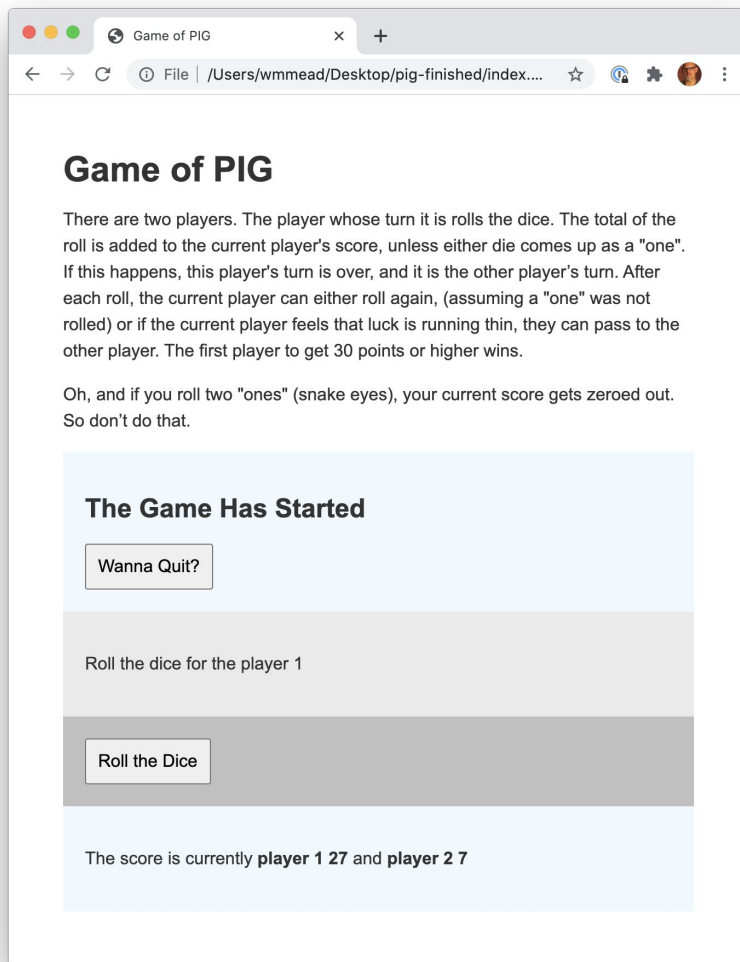 Game of PIG
File /Users/wmmead/Desktop/pig-finished/index....
Game of PIG
There are two players. The player whose turn it is rolls the dice. The total of the
roll is added to the current player's score, unless either die comes up as a "one".
If this happens, this player's turn is over, and it is the other player’s turn. After
each roll, the current player can either roll again, (assuming a "one" was not
rolled) or if the current player feels that luck is running thin, they can pass to the
other player. The first player to get 30 points or higher wins.
Oh, and if you roll two "ones" (snake eyes), your current score gets zeroed out.
So don’t do that.
The Game Has Started
Wanna Quit?
Roll the dice for the player 1
Roll the Dice
The score is currently player 1 27 and player 2 7